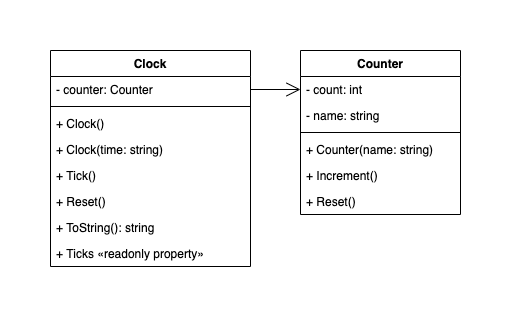 Clock
- counter: Counter
+ Clock()
+ Clock(time: string)
+ Tick()
+ Reset()
+ ToString(): string
+ Ticks «readonly property»
Counter
- count: int
- name: string
+ Counter(name: string)
+ Increment()
+ Reset()